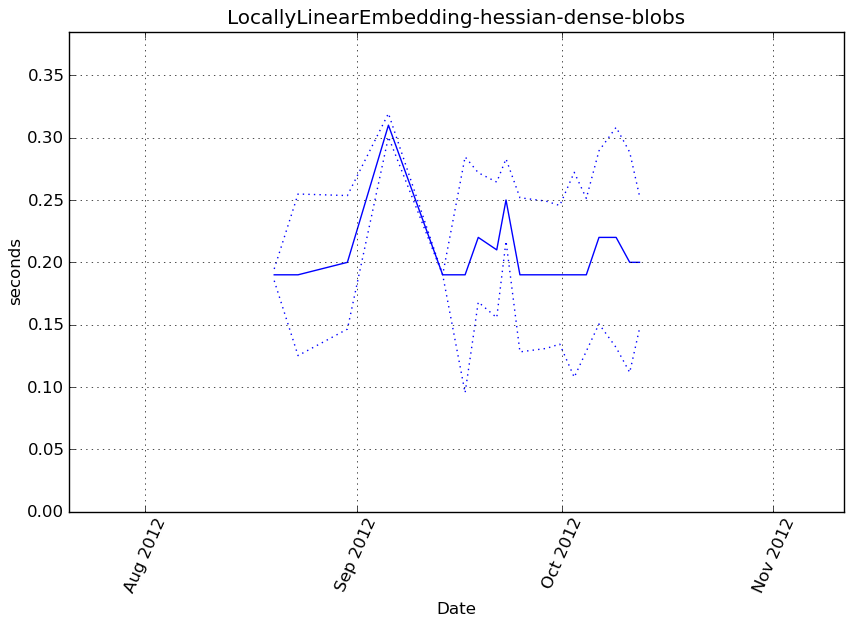 LocallyLinearEmbedding-hessian-dense-blobs
0.35
0.30
0.25
0.20
0.15
0.10
0.05
0.00
seconds
Aug 2012
Sep 2012
Oct 2012
Nov 2012
Date